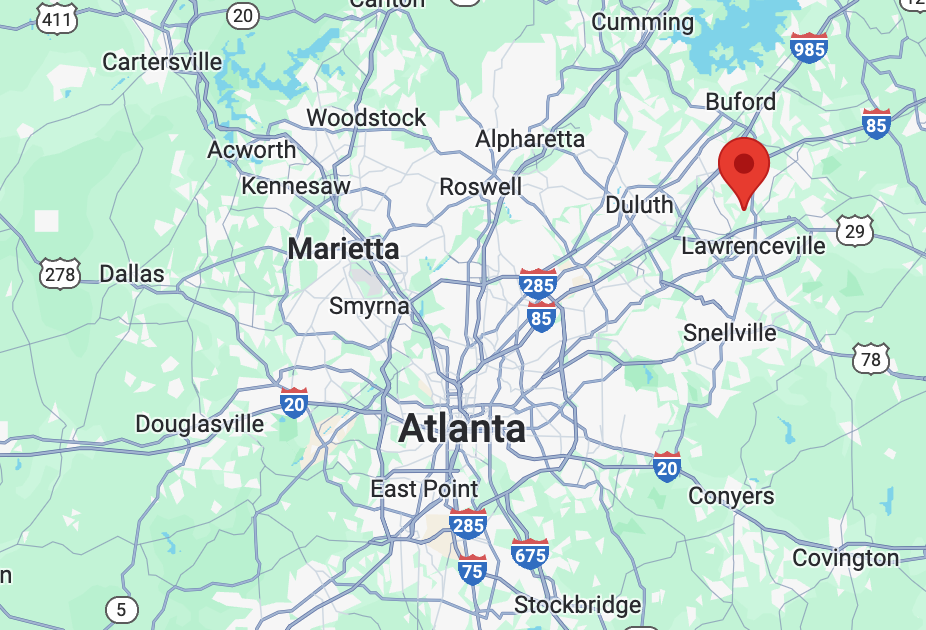 Canton
411
20
Cumming
985
Cartersville
Buford
Woodstock
85
Alpharetta
Acworth
Kennesaw
Roswell
Duluth
29
Lawrenceville
Marietta
278
Dallas
285
Smyrna
85
Snellville
78
20
Douglasville
Atlanta
20
East Point
Conyers
285
675
Covington
75
n
5
Stockbridge